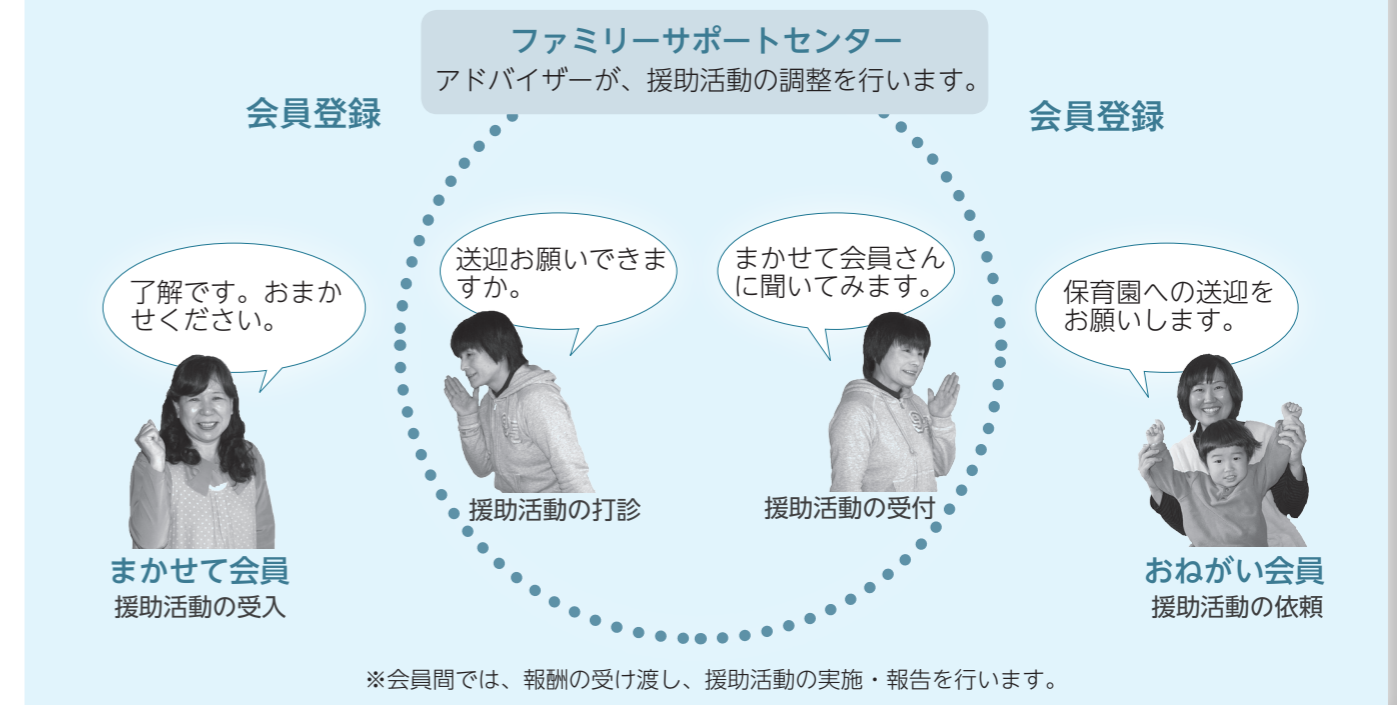 ファミリーサポートセンター
アドバイザーが、援助活動の調整を行います。
会員登録
会員登録
了解です。おまか
せください。
送迎お願いできま
すか。
まかせて会員さん
に聞いてみます。
保育園への送迎を
お願いします。
援助活動の打診
援助活動の受付
まかせて会員
援助活動の受入
おねがい会員
援助活動の依頼
※会員間では、報酬の受け渡し、援助活動の実施・報告を行います。